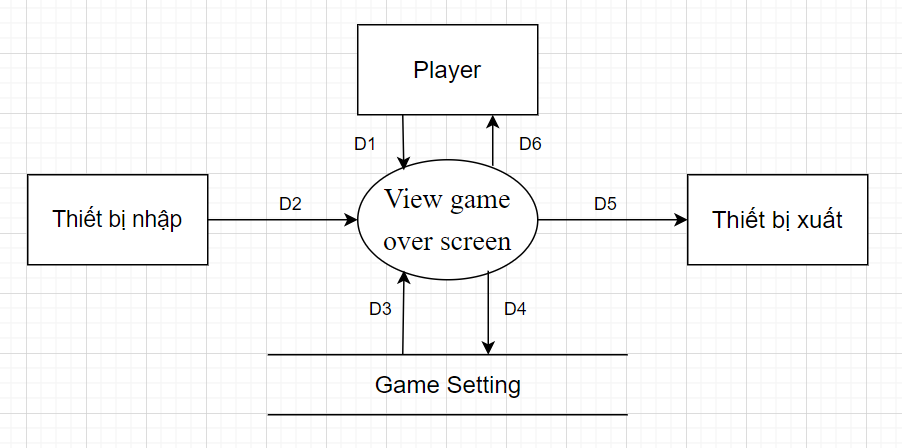 Player
D1
D6
Thiết bị nhập
D2
View game
over screen
D5
Thiết bị xuất
D3
D4
Game Setting